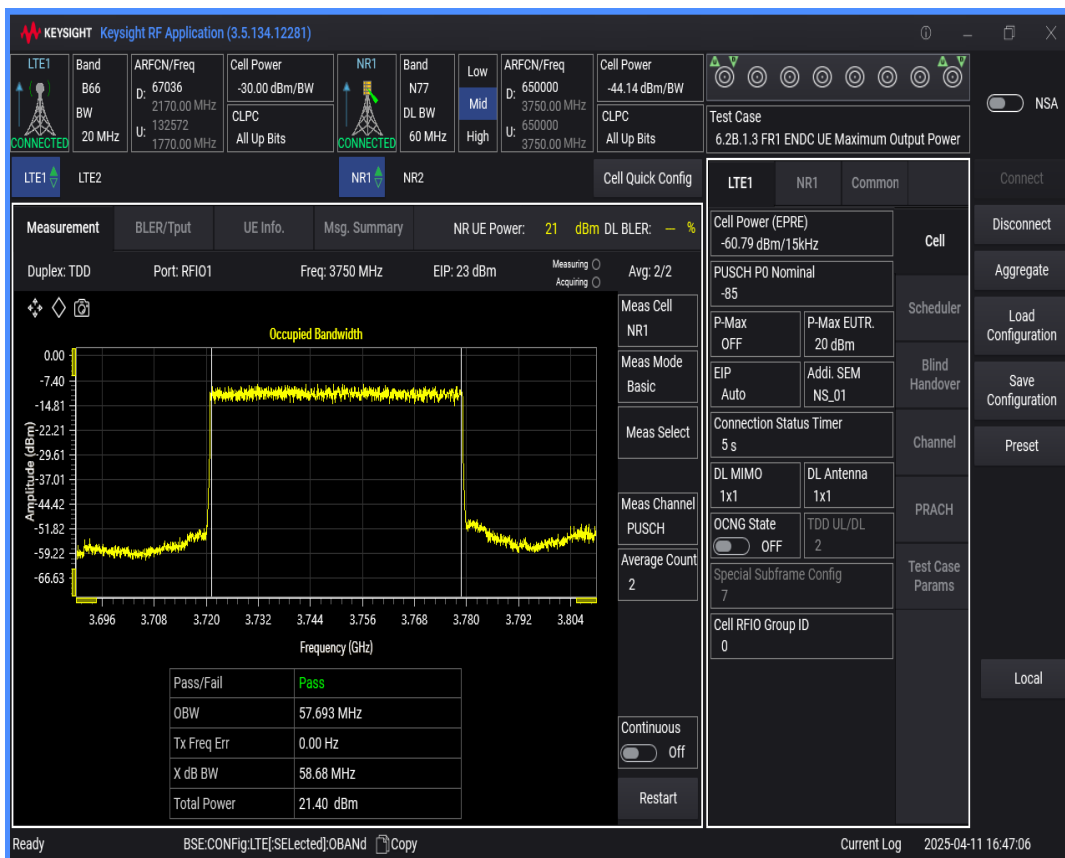 KEYSIGHT Keysight RF Application (3.5.134.12281)
LTE1
CONNECTED
Band
B66
BW
20 MHz
ARFCN/Freq
D: 67036
2170.00 MHz
U: 132572
1770.00 MHz
Cell Power
-30.00 dBm/BW
CLPC
All Up Bits
NR1
CONNECTED
Band
N77
DL BW
60 MHz
Low
Mid
High
ARFCN/Freq
D: 650000
3750.00 MHz
U: 650000
3750.00 MHz
Cell Power
-44.14 dBm/BW
CLPC
All Up Bits
Test Case
6.2B.1.3 FR1 ENDC UE Maximum Output Power
NSA
LTE1 LTE2 NR1 NR2 Cell Quick Config
Measurement BLER/Tput UE Info. Msg. Summary NR UE Power: 21 dBm DL BLER: — %
Duplex: TDD Port: RFIO1 Freq: 3750 MHz EIP: 23 dBm Measuring Acquiring Avg: 2/2
Occupied Bandwidth
Amplitude (dBm)
0.00
-7.40
-14.81
-22.21
-29.61
-37.01
-44.42
-51.82
-59.22
-66.63
3.696 3.708 3.720 3.732 3.744 3.756 3.768 3.780 3.792 3.804
Frequency (GHz)
Pass/Fail Pass
OBW 57.693 MHz
Tx Freq Err 0.00 Hz
X dB BW 58.68 MHz
Total Power 21.40 dBm
Meas Cell
NR1
Meas Mode
Basic
Meas Select
Meas Channel
PUSCH
Average Count
2
Continuous
Off
Restart
LTE1 NR1 Common
Cell Power (EPRE)
-60.79 dBm/15kHz
PUSCH P0 Nominal
-85
P-Max
OFF
P-Max EUTR.
20 dBm
EIP
Auto
Addi. SEM
NS_01
Connection Status Timer
5 s
DL MIMO
1x1
DL Antenna
1x1
OCNG State
OFF
TDD UL/DL
2
Special Subframe Config
7
Cell RFIO Group ID
0
Cell
Scheduler
Blind
Handover
Channel
PRACH
Test Case
Params
Connect
Disconnect
Aggregate
Load
Configuration
Save
Configuration
Preset
Local
Ready BSE:CONFig:LTE[:SELected]:OBANd Copy Current Log 2025-04-11 16:47:06